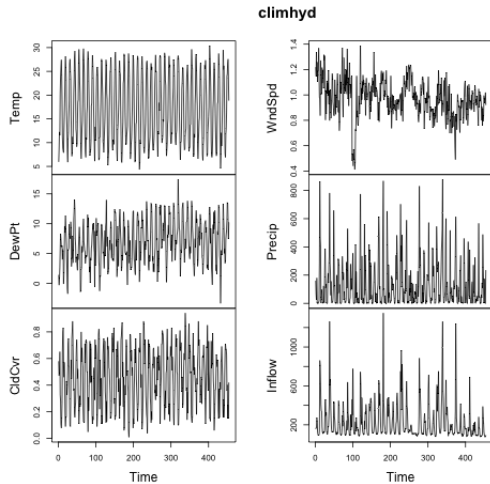 climhyd
Temp
5 10 15 20 25 30
DewPt
0 5 10 15
CldCvr
0.0 0.2 0.4 0.6 0.8
0 100 200 300 400
Time
WndSpd
0.4 0.6 0.8 1.0 1.2 1.4
Precip
0 200 400 600 800
Inflow
200 600 1000
0 100 200 300 400
Time